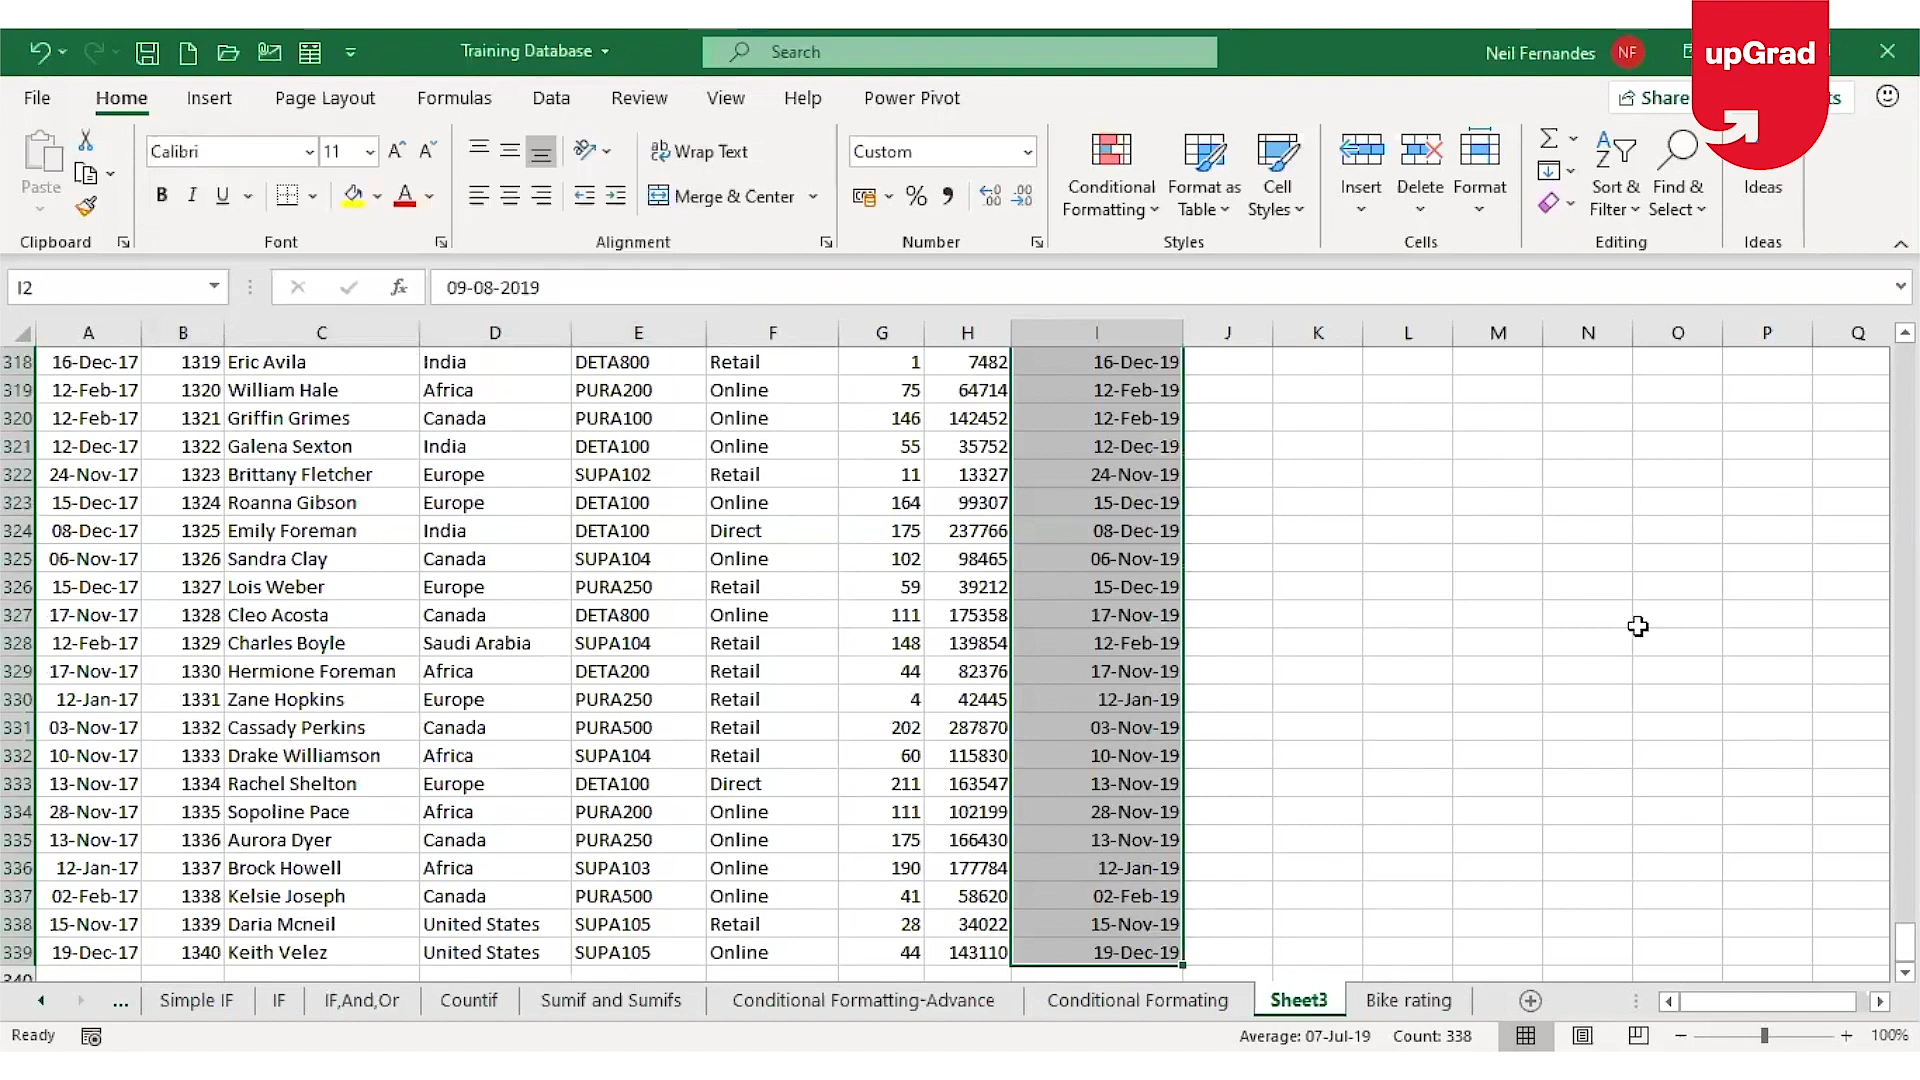 Training Database
Search
Neil Fernandes
NF
upGrad
File Home Insert Page Layout Formulas Data Review View Help Power Pivot
Share
Paste
Calibri 11
Wrap Text
Custom
B I U
Merge & Center
Conditional Formatting
Format as Table
Cell Styles
Insert
Delete
Format
Sort & Filter
Find & Select
Ideas
Clipboard Font Alignment Number Styles Cells Editing Ideas
I2 fx 09-08-2019
A B C D E F G H I J K L M N O P Q
318 16-Dec-17 1319 Eric Avila India DETA800 Retail 1 7482 16-Dec-19
319 12-Feb-17 1320 William Hale Africa PURA200 Online 75 64714 12-Feb-19
320 12-Feb-17 1321 Griffin Grimes Canada PURA100 Online 146 142452 12-Feb-19
321 12-Dec-17 1322 Galena Sexton India DETA100 Online 55 35752 12-Dec-19
322 24-Nov-17 1323 Brittany Fletcher Europe SUPA102 Retail 11 13327 24-Nov-19
323 15-Dec-17 1324 Roanna Gibson Europe DETA100 Online 164 99307 15-Dec-19
324 08-Dec-17 1325 Emily Foreman India DETA100 Direct 175 237766 08-Dec-19
325 06-Nov-17 1326 Sandra Clay Canada SUPA104 Online 102 98465 06-Nov-19
326 15-Dec-17 1327 Lois Weber Europe PURA250 Retail 59 39212 15-Dec-19
327 17-Nov-17 1328 Cleo Acosta Canada DETA800 Online 111 175358 17-Nov-19
328 12-Feb-17 1329 Charles Boyle Saudi Arabia SUPA104 Retail 148 139854 12-Feb-19
329 17-Nov-17 1330 Hermione Foreman Africa DETA200 Retail 44 82376 17-Nov-19
330 12-Jan-17 1331 Zane Hopkins Europe PURA250 Retail 4 42445 12-Jan-19
331 03-Nov-17 1332 Cassady Perkins Canada PURA500 Retail 202 287870 03-Nov-19
332 10-Nov-17 1333 Drake Williamson Africa SUPA104 Retail 60 115830 10-Nov-19
333 13-Nov-17 1334 Rachel Shelton Europe DETA100 Direct 211 163547 13-Nov-19
334 28-Nov-17 1335 Sopoline Pace Africa PURA200 Online 111 102199 28-Nov-19
335 13-Nov-17 1336 Aurora Dyer Canada PURA250 Online 175 166430 13-Nov-19
336 12-Jan-17 1337 Brock Howell Africa SUPA103 Online 190 177784 12-Jan-19
337 02-Feb-17 1338 Kelsie Joseph Canada PURA500 Online 41 58620 02-Feb-19
338 15-Nov-17 1339 Daria Mcneil United States SUPA105 Retail 28 34022 15-Nov-19
339 19-Dec-17 1340 Keith Velez United States SUPA105 Online 44 143110 19-Dec-19
... Simple IF IF IF,And,Or Countif Sumif and Sumifs Conditional Formatting-Advance Conditional Formating Sheet3 Bike rating
Ready Average: 07-Jul-19 Count: 338 100%